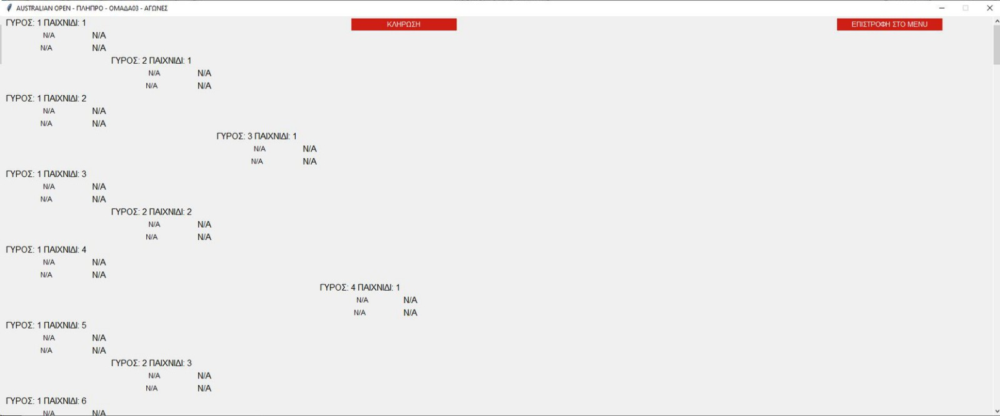 AUSTRALIAN OPEN - ΠΛΗΠΡΟ - ΟΜΑΔΑ03 - ΑΓΩΝΕΣ
ΓΥΡΟΣ: 1 ΠΑΙΧΝΙΔΙ: 1 ΚΛΗΡΩΣΗ ΕΠΙΣΤΡΟΦΗ ΣΤΟ MENU
N/A N/A
N/A N/A
ΓΥΡΟΣ: 2 ΠΑΙΧΝΙΔΙ: 1
N/A N/A
N/A N/A
ΓΥΡΟΣ: 1 ΠΑΙΧΝΙΔΙ: 2
N/A N/A
N/A N/A
ΓΥΡΟΣ: 3 ΠΑΙΧΝΙΔΙ: 1
N/A N/A
N/A N/A
ΓΥΡΟΣ: 1 ΠΑΙΧΝΙΔΙ: 3
N/A N/A
N/A N/A
ΓΥΡΟΣ: 2 ΠΑΙΧΝΙΔΙ: 2
N/A N/A
N/A N/A
ΓΥΡΟΣ: 1 ΠΑΙΧΝΙΔΙ: 4
N/A N/A
N/A N/A
ΓΥΡΟΣ: 4 ΠΑΙΧΝΙΔΙ: 1
N/A N/A
N/A N/A
ΓΥΡΟΣ: 1 ΠΑΙΧΝΙΔΙ: 5
N/A N/A
N/A N/A
ΓΥΡΟΣ: 2 ΠΑΙΧΝΙΔΙ: 3
N/A N/A
N/A N/A
ΓΥΡΟΣ: 1 ΠΑΙΧΝΙΔΙ: 6
N/A N/A